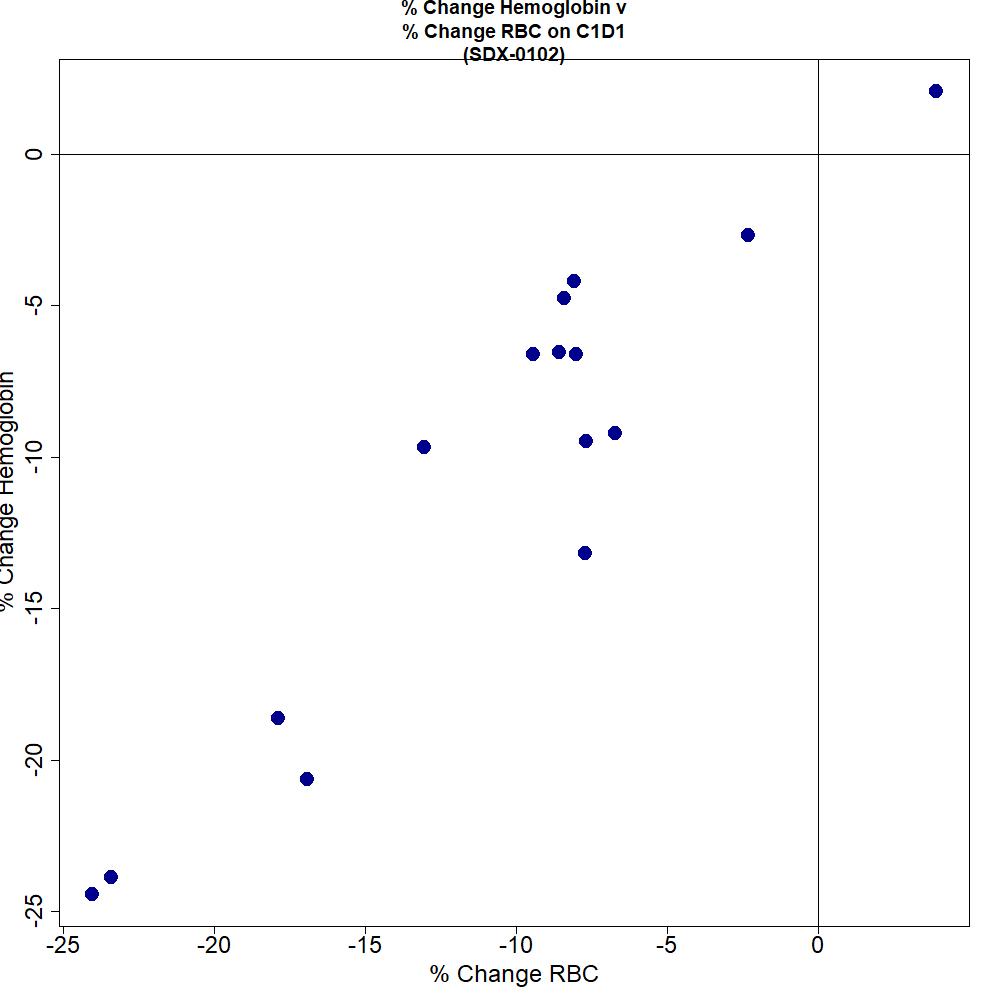 % Change Hemoglobin v
% Change RBC on C1D1
(SDX-0102)
0
-5
-10
-15
-20
-25
% Change Hemoglobin
-25
-20
-15
-10
-5
0
% Change RBC